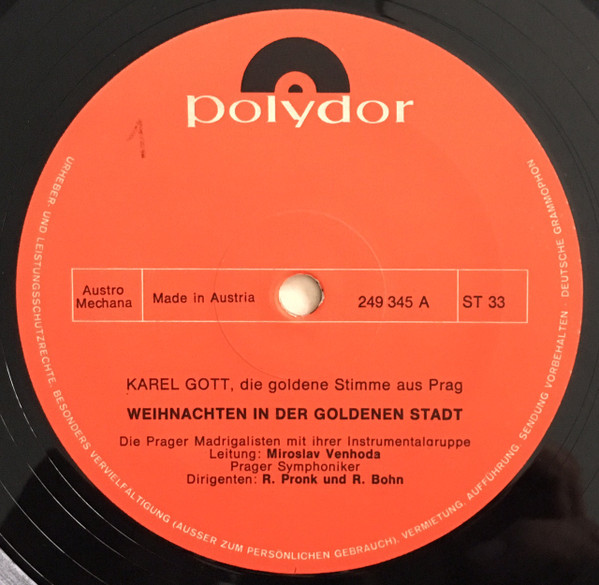 polydor
1
Austro
Mechana
Made in Austria
249 345 A
ST 33
KAREL GOTT, die goldene Stimme aus Prag
WEIHNACHTEN IN DER GOLDENEN STADT
Die Prager Madrigalisten mit ihrer Instrumentalgruppe
Leitung: Miroslav Venhoda
Prager Symphoniker
Dirigenten: R. Pronk und R. Bohn
URHEBER- UND LEISTUNGSSCHUTZRECHTE, BESONDERS VERVIELFÄLTIGUNG (AUSSER ZUM PERSÖNLICHEN GEBRAUCH), VERMIETUNG, AUFFÜHRUNG, SENDUNG VORBEHALTEN · DEUTSCHE GRAMMOPHON